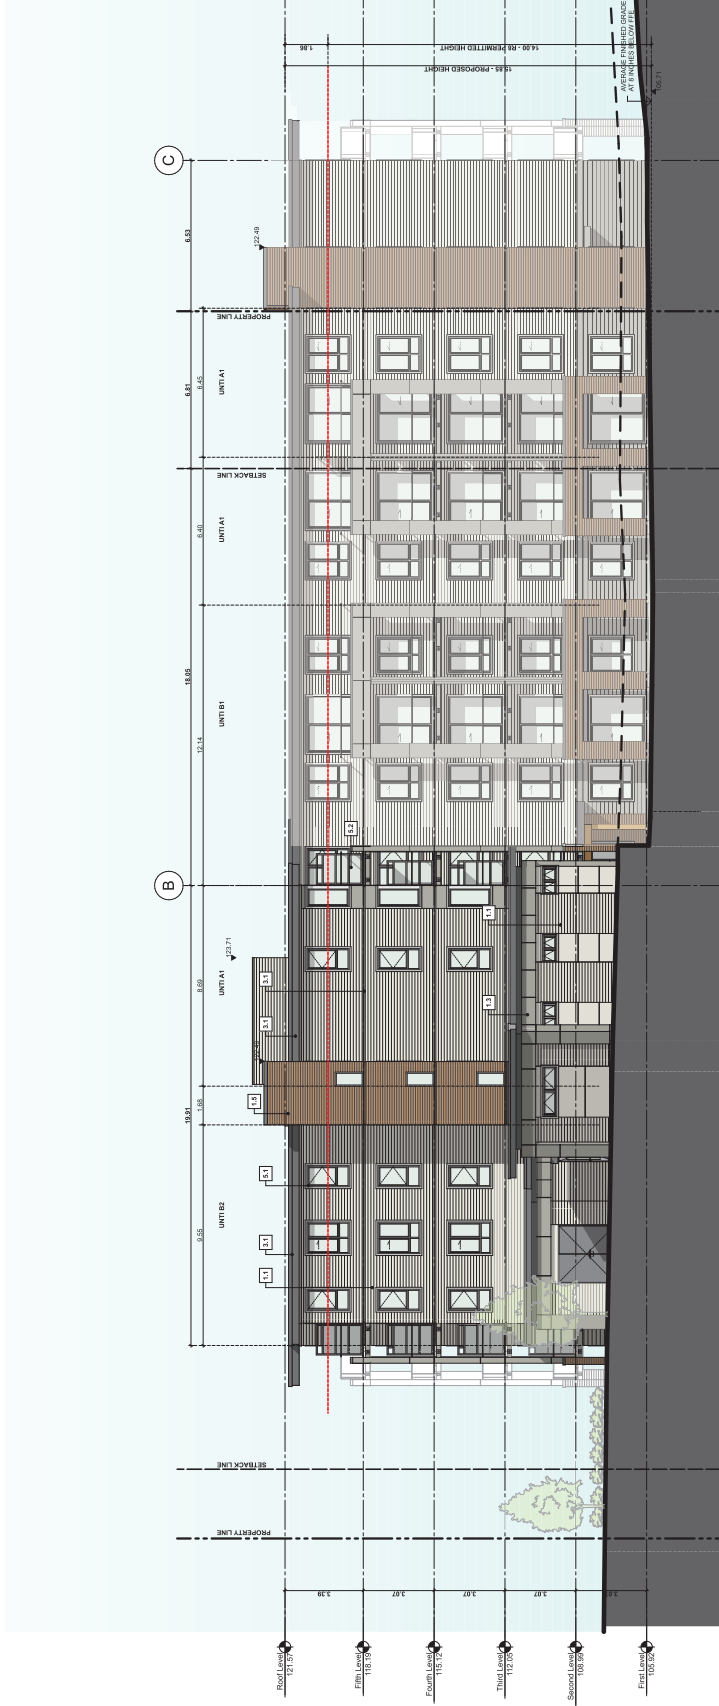 B
C
19.91
18.05
6.81
6.53
9.55
1.68
8.69
12.14
6.40
6.45
UNTI B2
UNTI A1
UNTI B1
UNTI A1
UNTI A1
123.71
122.49
PROPERTY LINE
SETBACK LINE
SETBACK LINE
PROPERTY LINE
1.1
3.1
5.1
1.5
3.1
3.1
5.2
1.3
1.1
Roof Level
121.57
Fifth Level
118.19
Fourth Level
115.12
Third Level
112.05
Second Level
108.99
First Level
105.92
3.39
3.07
3.07
3.07
1.86
14.00 - R8 PERMITTED HEIGHT
15.85 - PROPOSED HEIGHT
AVERAGE FINISHED GRADE
AT 8 INCHES BELOW FFE
105.71